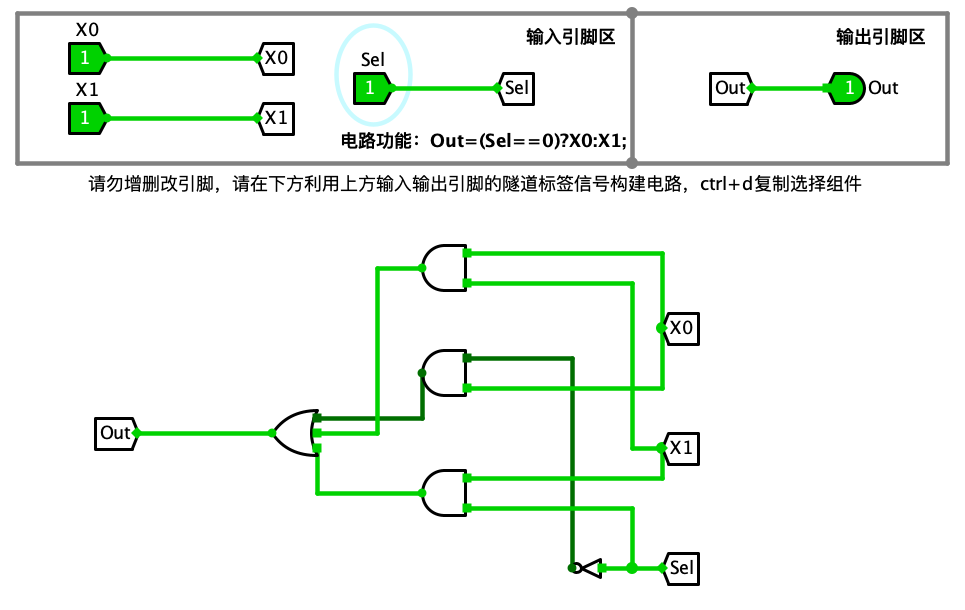 X0
1
X0
X1
1
X1
Sel
1
Sel
输入引脚区
电路功能：Out=(Sel==0)?X0:X1;
输出引脚区
Out
1
Out
请勿增删改引脚，请在下方利用上方输入输出引脚的隧道标签信号构建电路，ctrl+d复制选择组件
X0
Out
X1
Sel